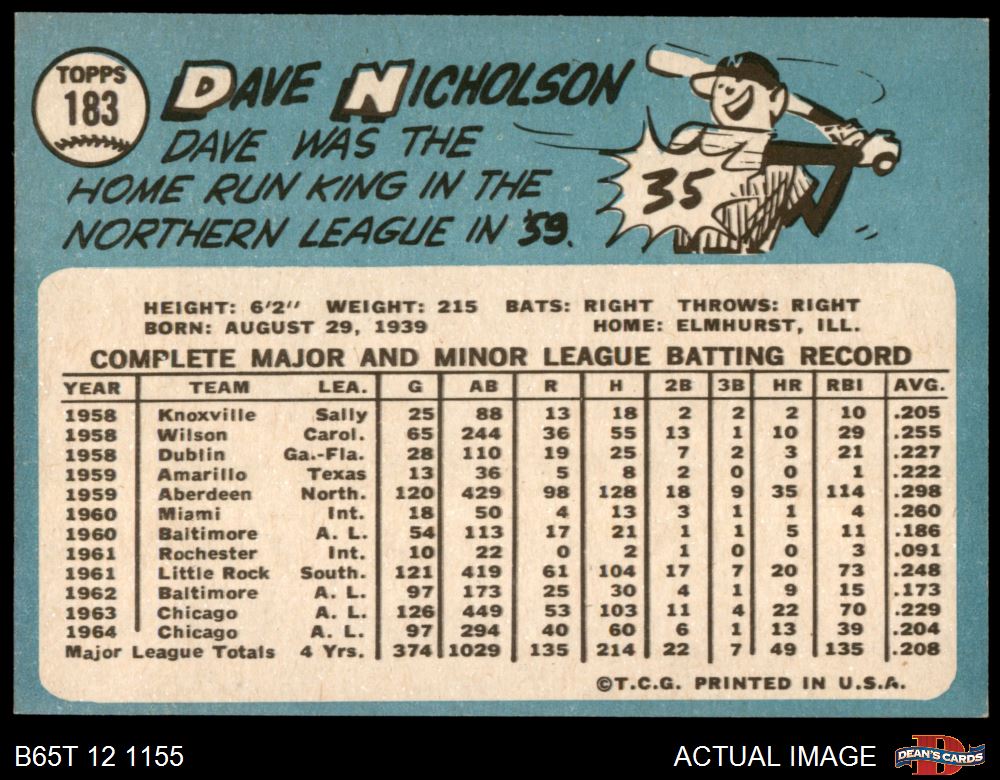 TOPPS
183
DAVE NICHOLSON
DAVE WAS THE
HOME RUN KING IN THE
NORTHERN LEAGUE IN '59.
35
HEIGHT: 6'2" WEIGHT: 215 BATS: RIGHT THROWS: RIGHT
BORN: AUGUST 29, 1939 HOME: ELMHURST, ILL.
COMPLETE MAJOR AND MINOR LEAGUE BATTING RECORD
YEAR TEAM LEA. G AB R H 2B 3B HR RBI AVG.
1958 Knoxville Sally 25 88 13 18 2 2 2 10 .205
1958 Wilson Carol. 65 244 36 55 13 1 10 29 .255
1958 Dublin Ga.-Fla. 28 110 19 25 7 2 3 21 .227
1959 Amarillo Texas 13 36 5 8 2 0 0 1 .222
1959 Aberdeen North. 120 429 98 128 18 9 35 114 .298
1960 Miami Int. 18 50 4 13 3 1 1 4 .260
1960 Baltimore A. L. 54 113 17 21 1 1 5 11 .186
1961 Rochester Int. 10 22 0 2 1 0 0 3 .091
1961 Little Rock South. 121 419 61 104 17 7 20 73 .248
1962 Baltimore A. L. 97 173 25 30 4 1 9 15 .173
1963 Chicago A. L. 126 449 53 103 11 4 22 70 .229
1964 Chicago A. L. 97 294 40 60 6 1 13 39 .204
Major League Totals 4 Yrs. 374 1029 135 214 22 7 49 135 .208
©T.C.G. PRINTED IN U.S.A.
B65T 12 1155
ACTUAL IMAGE
DEAN'S CARDS